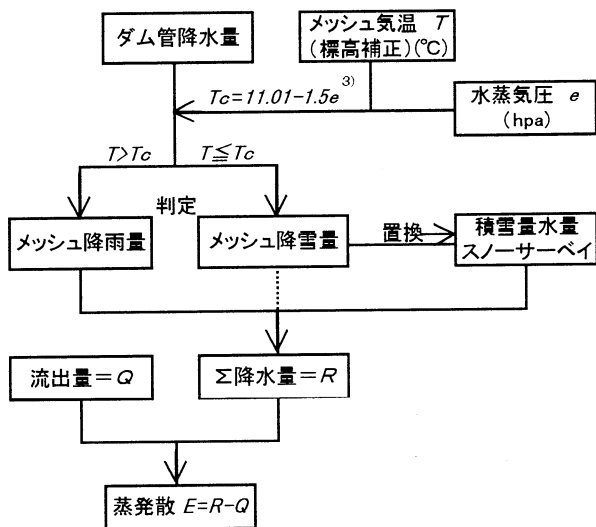 ダム管降水量
メッシュ気温 T
(標高補正)(℃)
Tc=11.01-1.5e3)
水蒸気圧 e
(hpa)
T>Tc
T≦Tc
判定
メッシュ降雨量
メッシュ降雪量
置換
積雪量水量
スノーサーベイ
流出量=Q
Σ降水量=R
蒸発散 E=R-Q